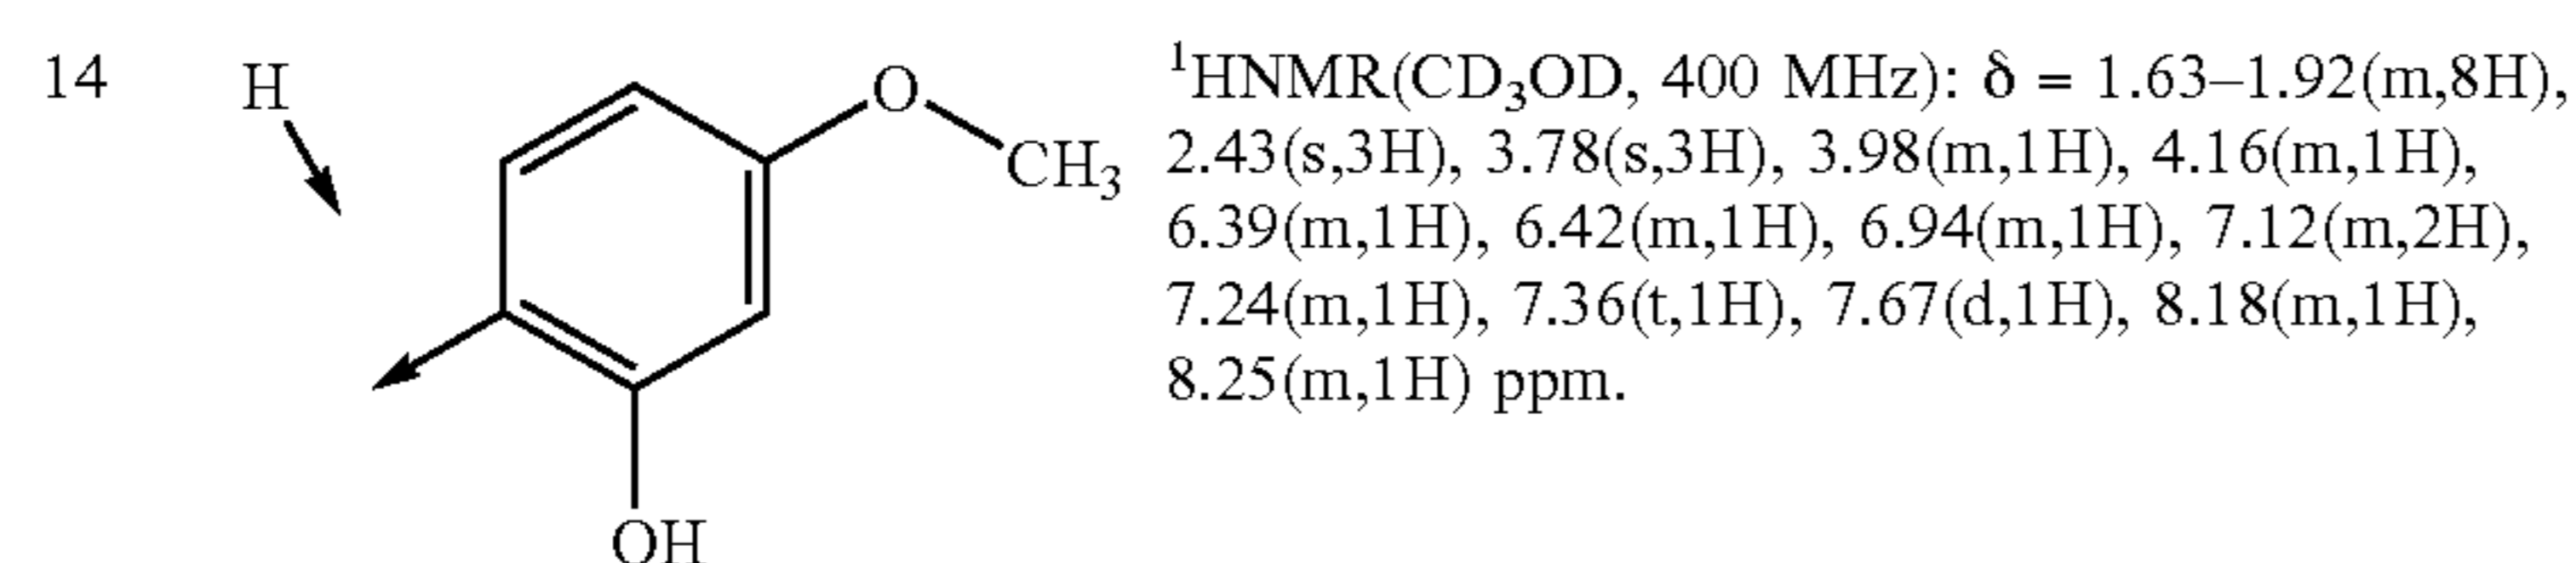 14
H
O
CH₃
OH
¹HNMR(CD₃OD, 400 MHz): δ = 1.63–1.92(m,8H),
2.43(s,3H), 3.78(s,3H), 3.98(m,1H), 4.16(m,1H),
6.39(m,1H), 6.42(m,1H), 6.94(m,1H), 7.12(m,2H),
7.24(m,1H), 7.36(t,1H), 7.67(d,1H), 8.18(m,1H),
8.25(m,1H) ppm.